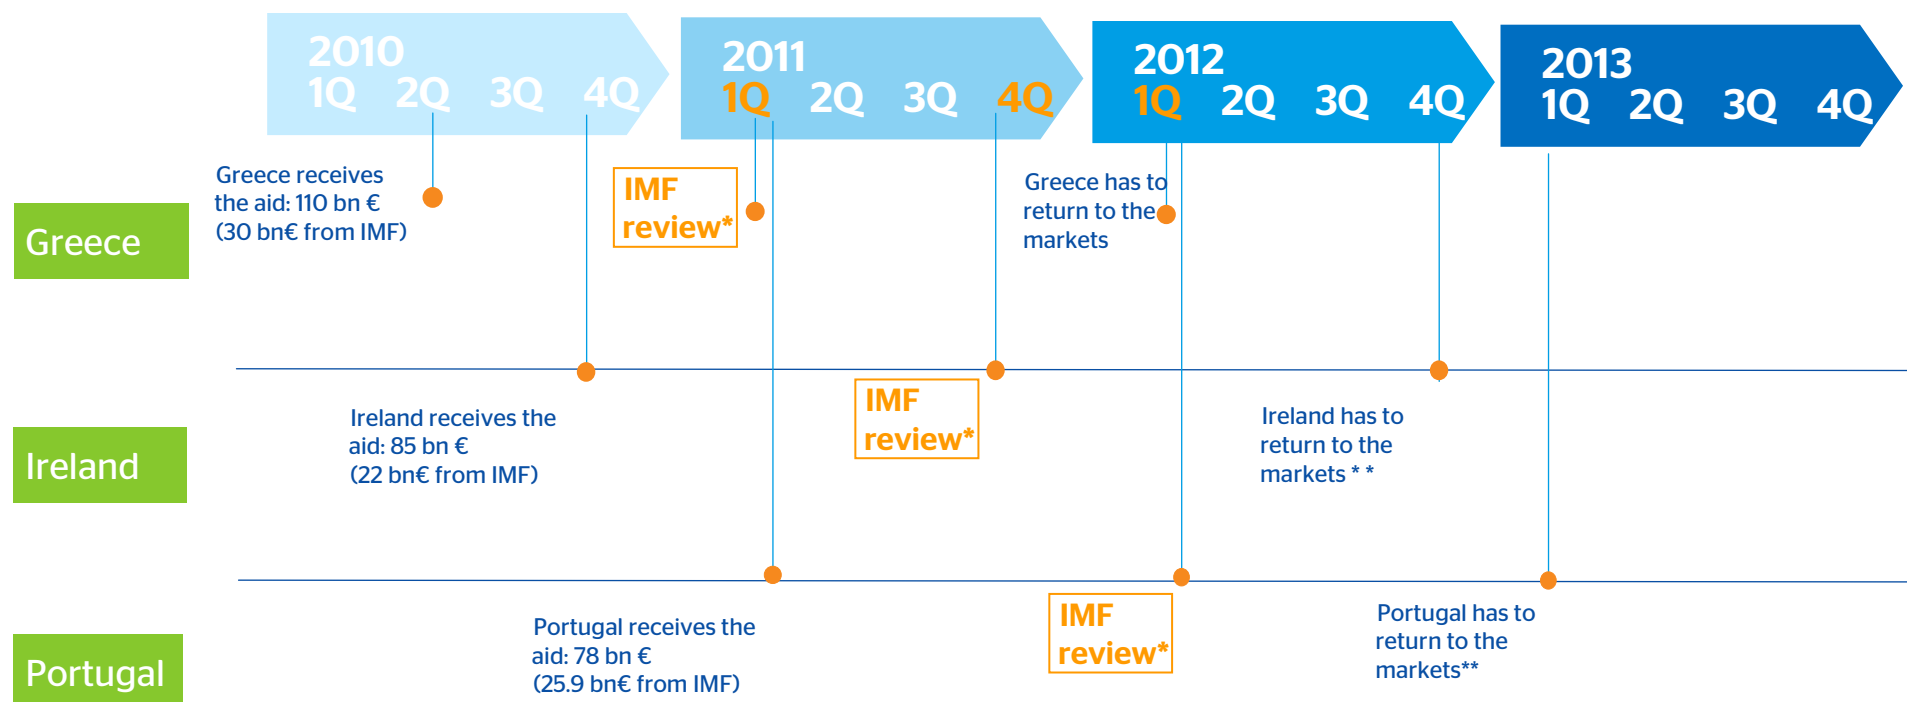 2010
1Q 2Q 3Q 4Q
2011
1Q 2Q 3Q 4Q
2012
1Q 2Q 3Q 4Q
2013
1Q 2Q 3Q 4Q
Greece
Greece receives
the aid: 110 bn €
(30 bn€ from IMF)
IMF
review*
Greece has to
return to the
markets
Ireland
Ireland receives the
aid: 85 bn €
(22 bn€ from IMF)
IMF
review*
Ireland has to
return to the
markets * *
Portugal
Portugal receives the
aid: 78 bn €
(25.9 bn€ from IMF)
IMF
review*
Portugal has to
return to the
markets**